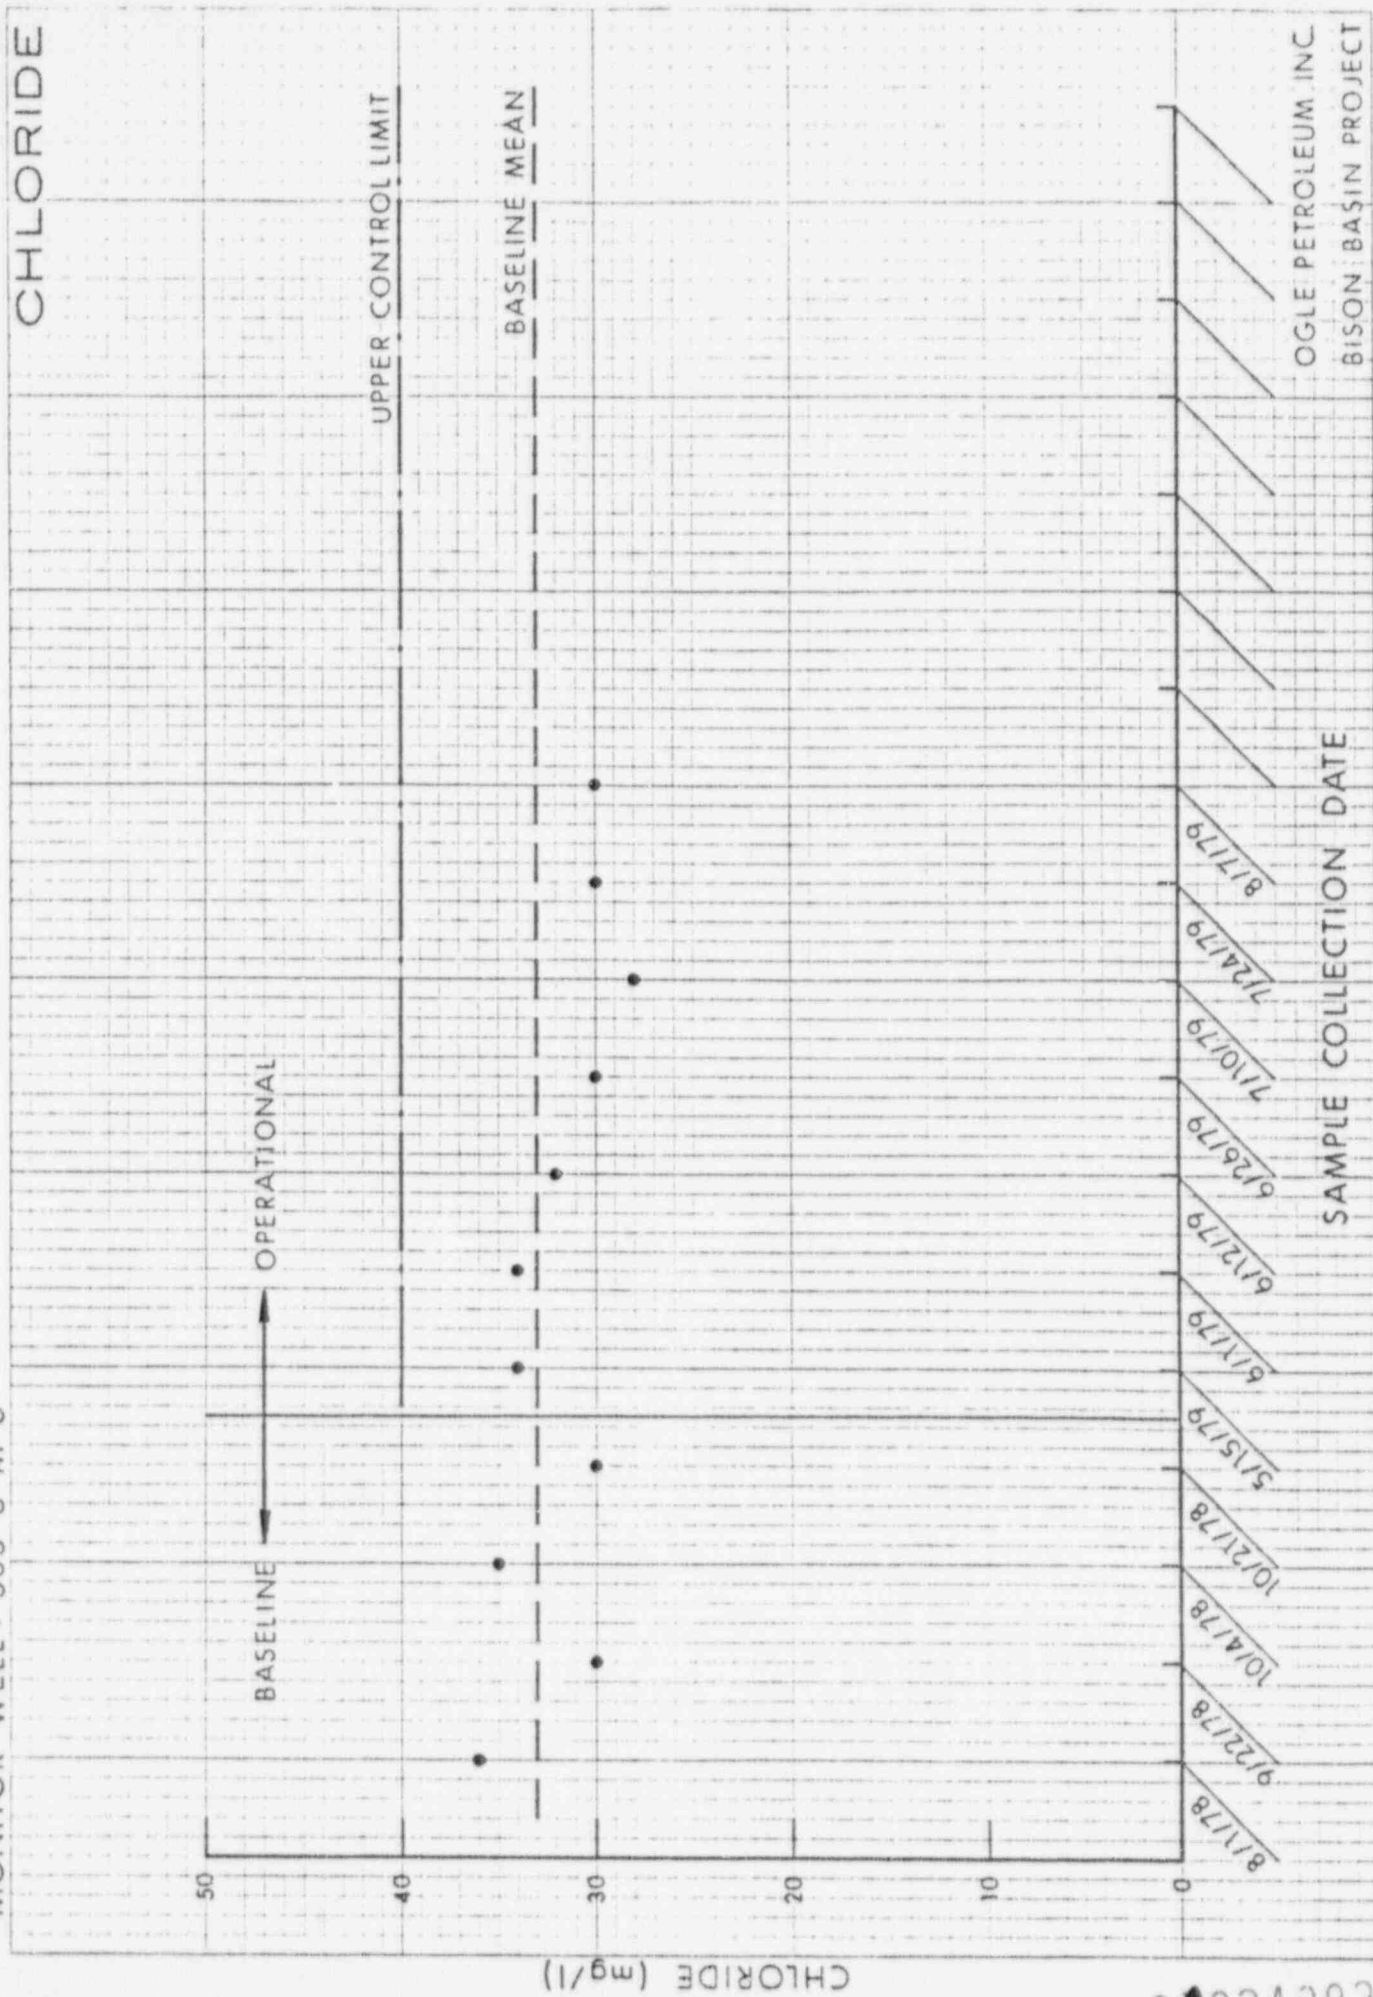 CHLORIDE
UPPER CONTROL LIMIT
BASELINE MEAN
BASELINE
OPERATIONAL
CHLORIDE (mg/l)
50
40
30
20
10
0
8/1/78
9/22/78
10/4/78
10/21/78
5/15/79
6/1/79
6/12/79
6/26/79
7/10/79
7/24/79
8/7/79
SAMPLE COLLECTION DATE
OGLE PETROLEUM INC.
BISON BASIN PROJECT